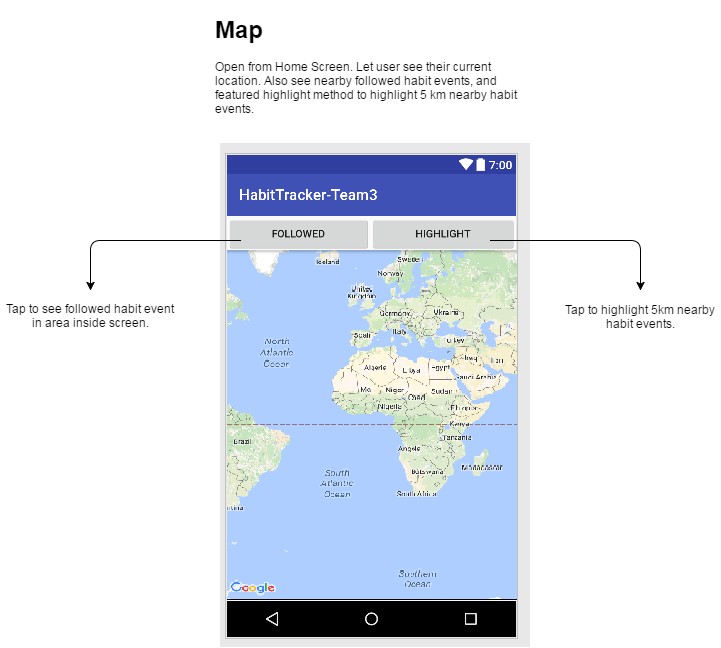 Map
Open from Home Screen. Let user see their current
location. Also see nearby followed habit events, and
featured highlight method to highlight 5 km nearby habit
events.
7:00
HabitTracker-Team3
FOLLOWED
HIGHLIGHT
Tap to see followed habit event
in area inside screen.
Tap to highlight 5km nearby
habit events.
Iceland
Sweden
Norway
United
Kingdom
Germany
Ukraine
Spain
Italy
Turkey
North
Atlantic
Ocean
Iraq
Iran
Algeria
Libya
Egypt
Saudi Arabia
Niger
Sudan
Chad
Nigeria
Ethiopia
Kenya
Brazil
Tanzania
Angola
South
Atlantic
Ocean
Botswana
Madagascar
South Africa
Southern
Ocean
Google